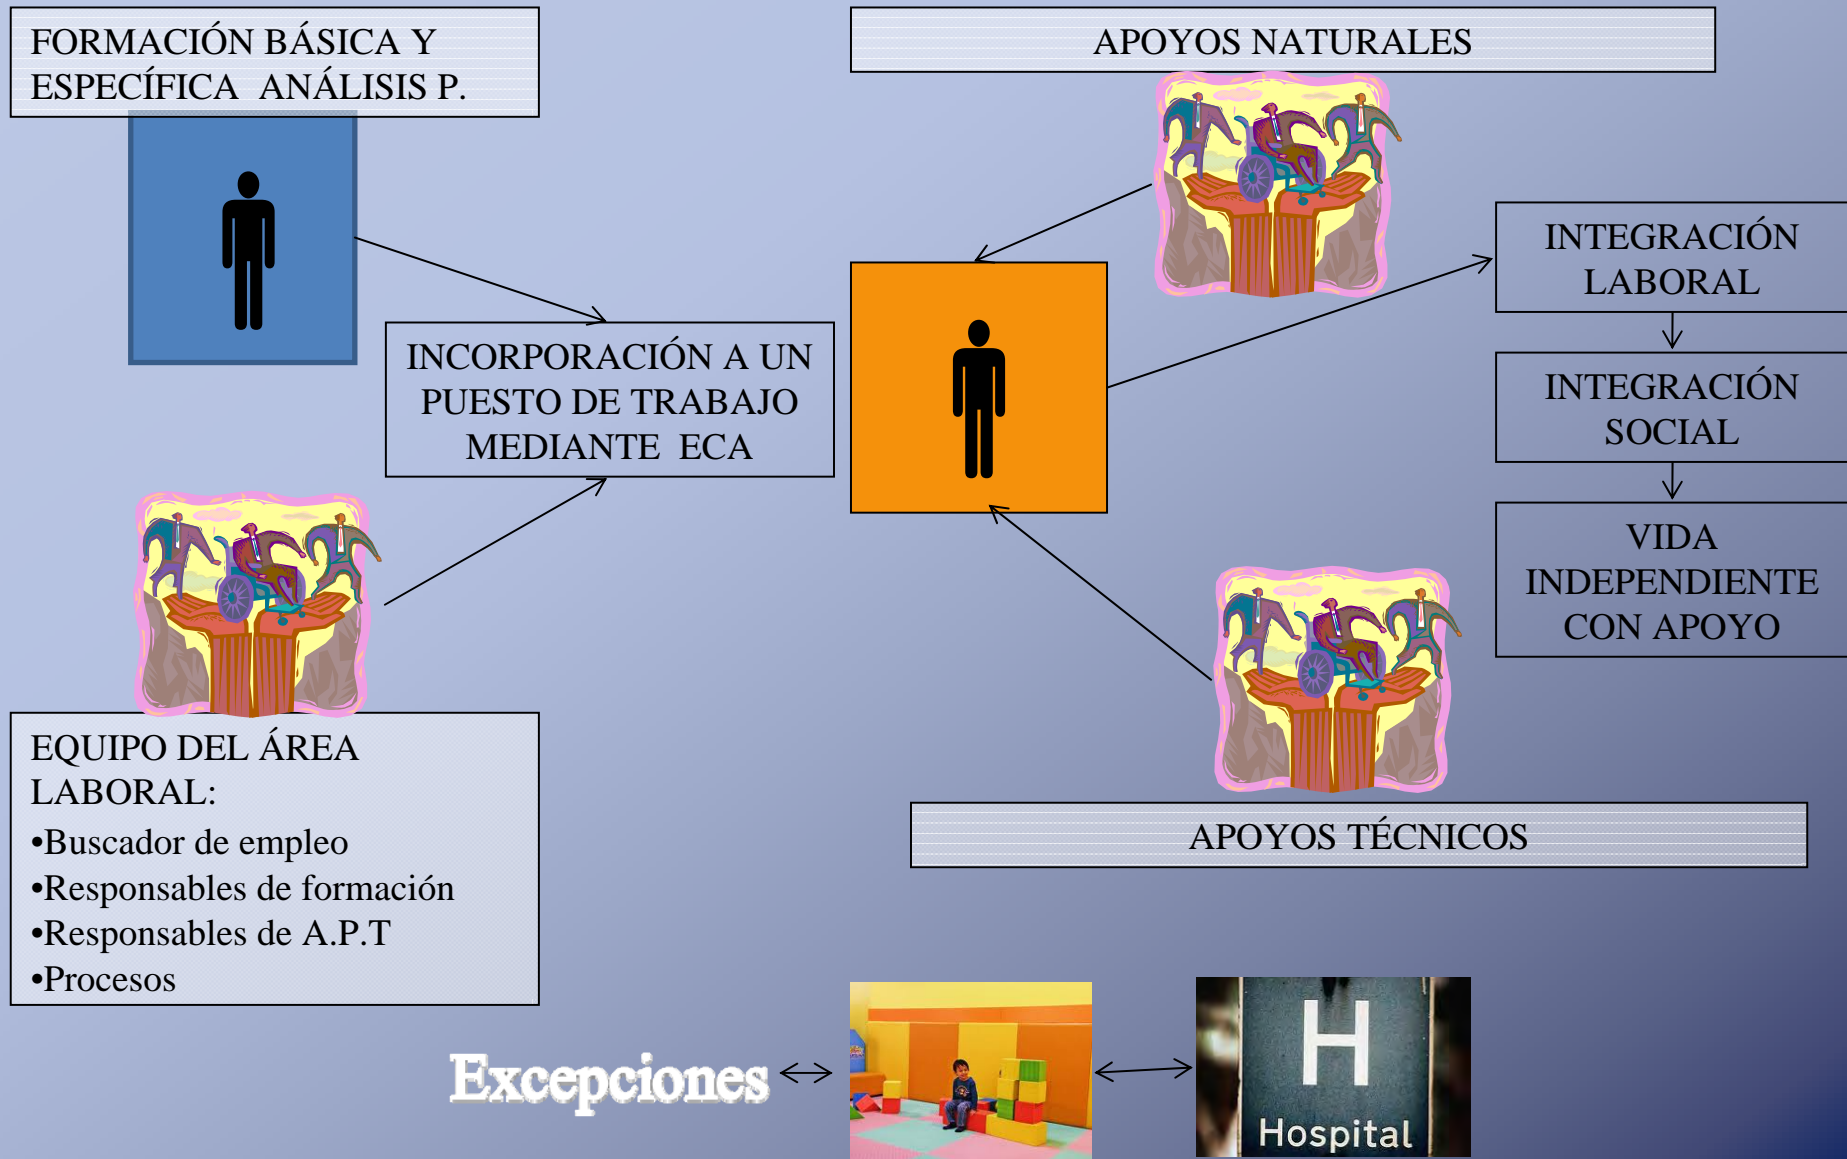 FORMACIÓN BÁSICA Y
ESPECÍFICA  ANÁLISIS P.
APOYOS NATURALES
INCORPORACIÓN A UN
PUESTO DE TRABAJO
MEDIANTE  ECA
INTEGRACIÓN
LABORAL
INTEGRACIÓN
SOCIAL
VIDA
INDEPENDIENTE
CON APOYO
EQUIPO DEL ÁREA
LABORAL:
•Buscador de empleo
•Responsables de formación
•Responsables de A.P.T
•Procesos
APOYOS TÉCNICOS
Excepciones
H
Hospital